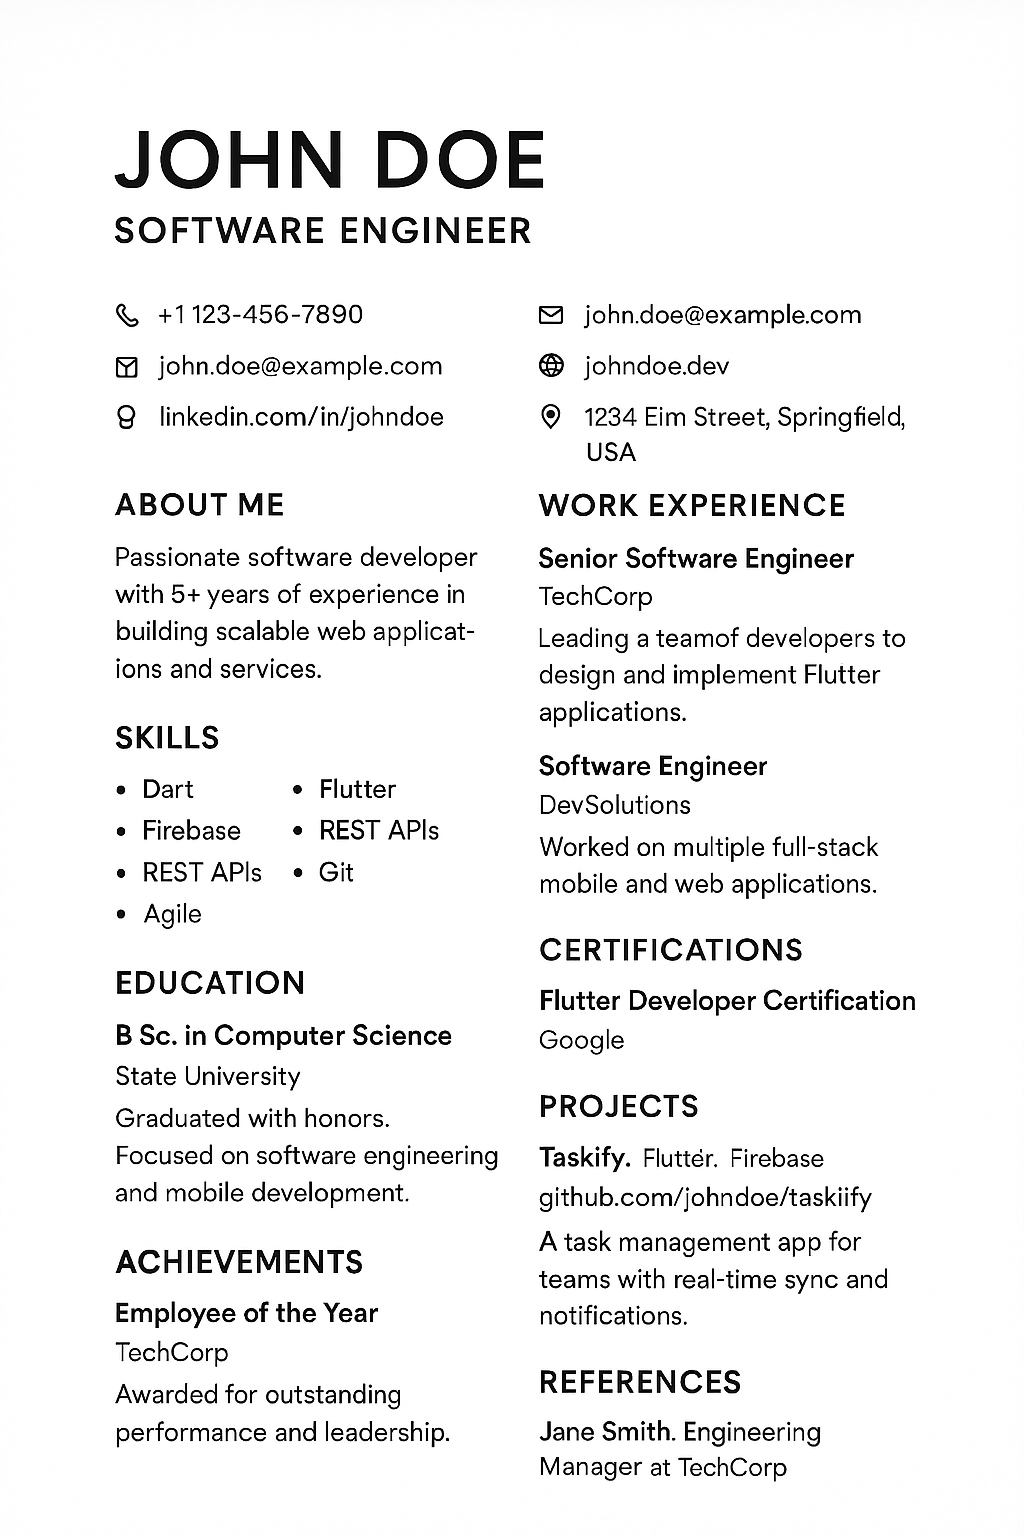 JOHN DOE
SOFTWARE ENGINEER
+1 123-456-7890
john.doe@example.com
linkedin.com/in/johndoe
john.doe@example.com
johndoe.dev
1234 Eim Street, Springfield,
USA
ABOUT ME
Passionate software developer
with 5+ years of experience in
building scalable web applicat-
ions and services.
SKILLS
• Dart
• Firebase
• REST APIs
• Agile
• Flutter
• REST APIs
• Git
EDUCATION
B Sc. in Computer Science
State University
Graduated with honors.
Focused on software engineering
and mobile development.
ACHIEVEMENTS
Employee of the Year
TechCorp
Awarded for outstanding
performance and leadership.
WORK EXPERIENCE
Senior Software Engineer
TechCorp
Leading a teamof developers to
design and implement Flutter
applications.
Software Engineer
DevSolutions
Worked on multiple full-stack
mobile and web applications.
CERTIFICATIONS
Flutter Developer Certification
Google
PROJECTS
Taskify. Flutter. Firebase
github.com/johndoe/taskiify
A task management app for
teams with real-time sync and
notifications.
REFERENCES
Jane Smith. Engineering
Manager at TechCorp